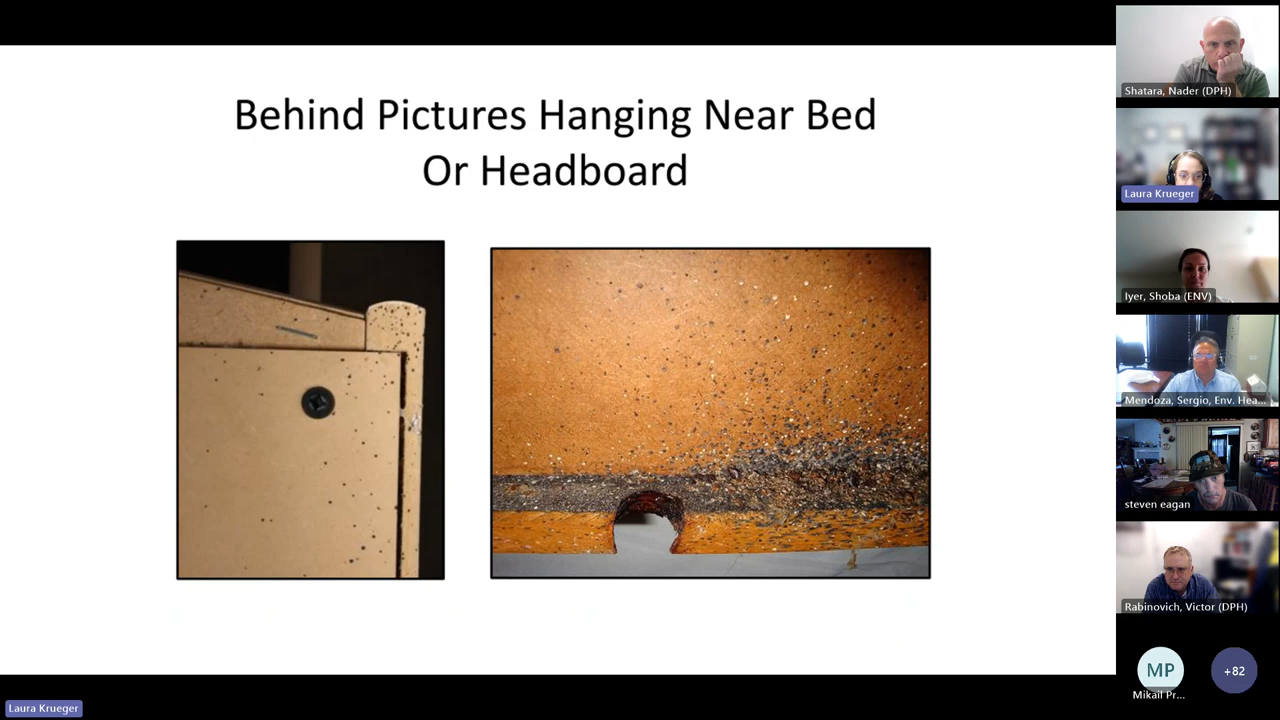 Behind Pictures Hanging Near Bed
Or Headboard
Shatara, Nader (DPH)
Laura Krueger
Iyer, Shoba (ENV)
Mendoza, Sergio, Env. Hea...
steven eagan
Rabinovich, Victor (DPH)
MP
+82
Mikail Pr...
Laura Krueger